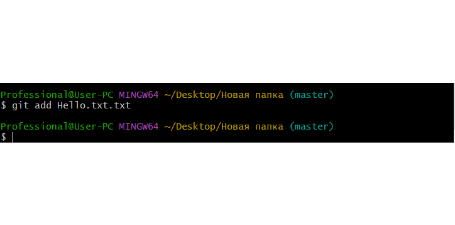 Professional@User-PC MINGW64 ~/Desktop/Новая папка (master)
$ git add Hello.txt.txt
Professional@User-PC MINGW64 ~/Desktop/Новая папка (master)
$